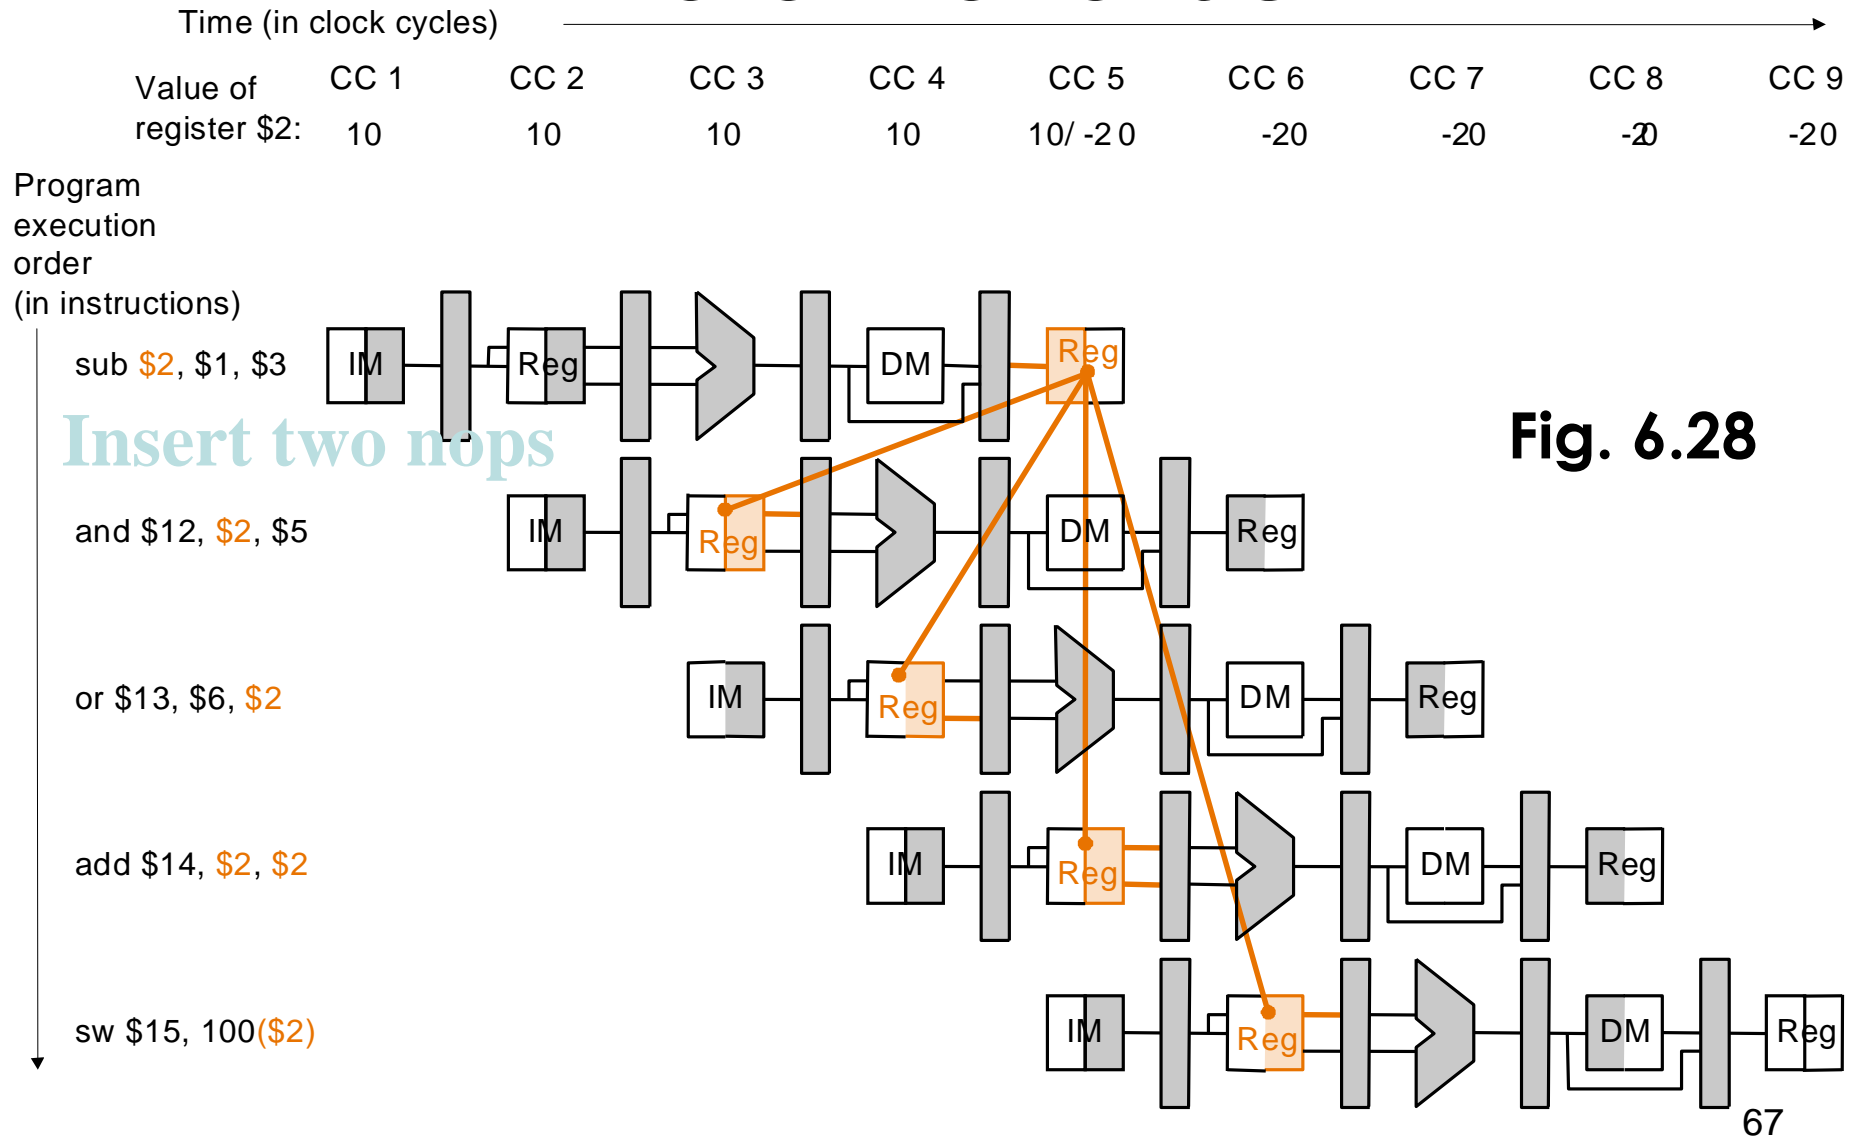 Time (in clock cycles)
CC 1 CC 2 CC 3 CC 4 CC 5 CC 6 CC 7 CC 8 CC 9
Value of
register $2:
10 10 10 10 10/ -20 -20 -20 -20 -20
Program
execution
order
(in instructions)
sub $2, $1, $3
IM Reg DM Reg
Insert two nops
Fig. 6.28
and $12, $2, $5
IM Reg DM Reg
or $13, $6, $2
IM Reg DM Reg
add $14, $2, $2
IM Reg DM Reg
sw $15, 100($2)
IM Reg DM Reg
67